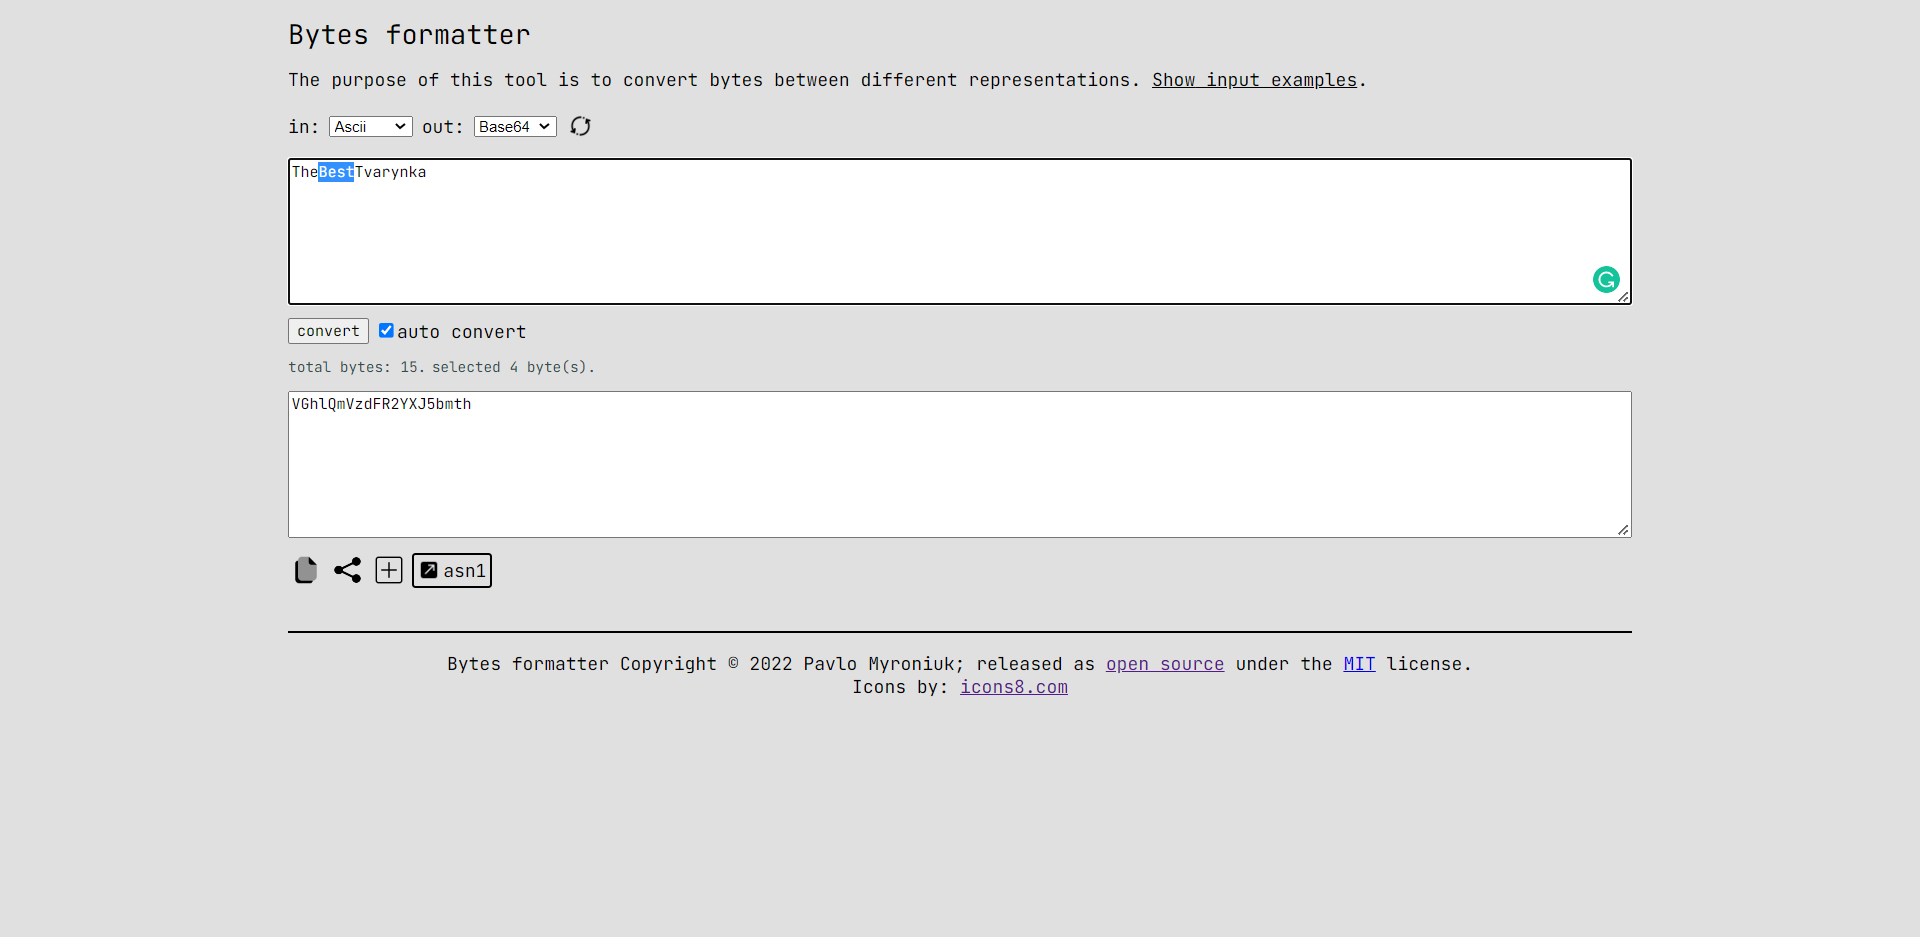 Bytes formatter
The purpose of this tool is to convert bytes between different representations. Show input examples.
in: Ascii out: Base64
TheBestTvarynka
convert auto convert
total bytes: 15. selected 4 byte(s).
VGhlQmVzdFR2YXJ5bmth
asn1
Bytes formatter Copyright © 2022 Pavlo Myroniuk; released as open source under the MIT license.
Icons by: icons8.com